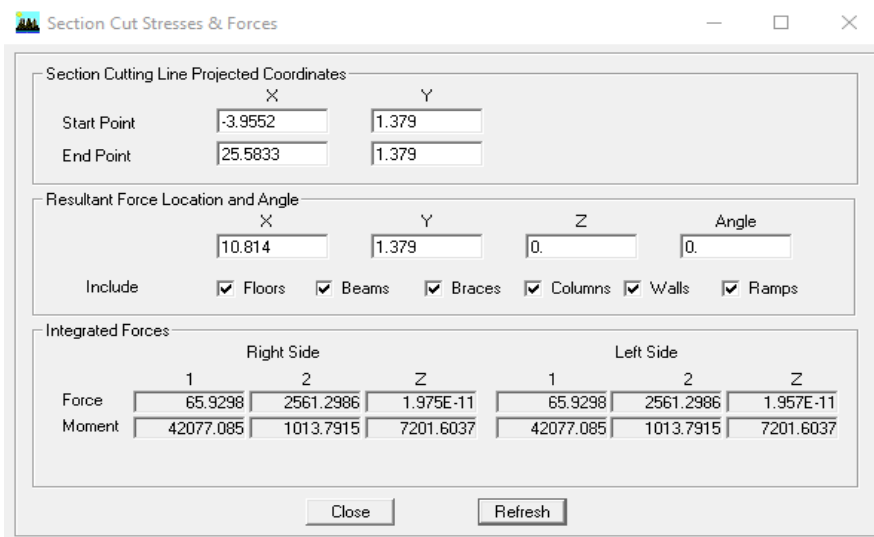 Section Cut Stresses & Forces
Section Cutting Line Projected Coordinates
X Y
Start Point -3.9552 1.379
End Point 25.5833 1.379
Resultant Force Location and Angle
X Y Z Angle
10.814 1.379 0. 0.
Include Floors Beams Braces Columns Walls Ramps
Integrated Forces
Right Side Left Side
1 2 Z 1 2 Z
Force 65.9298 2561.2986 1.975E-11 65.9298 2561.2986 1.957E-11
Moment 42077.085 1013.7915 7201.6037 42077.085 1013.7915 7201.6037
Close Refresh